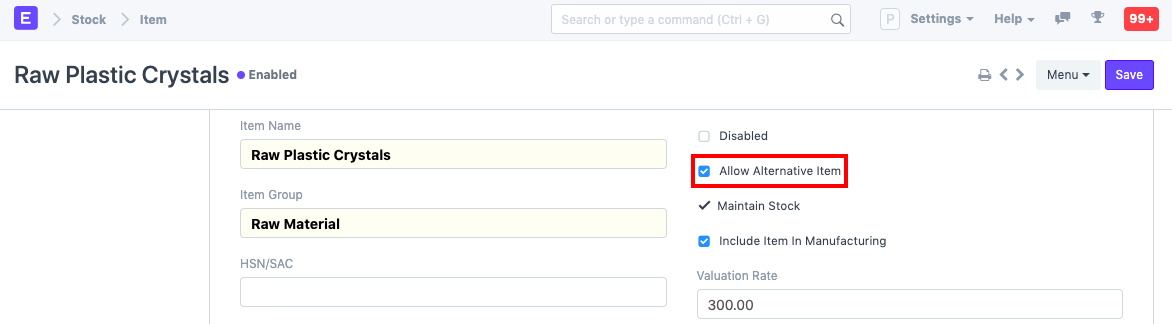 E Stock Item Search or type a command (Ctrl + G) P Settings Help 99+
Raw Plastic Crystals Enabled Menu Save
Item Name
Raw Plastic Crystals
Item Group
Raw Material
HSN/SAC
Disabled
Allow Alternative Item
Maintain Stock
Include Item In Manufacturing
Valuation Rate
300.00